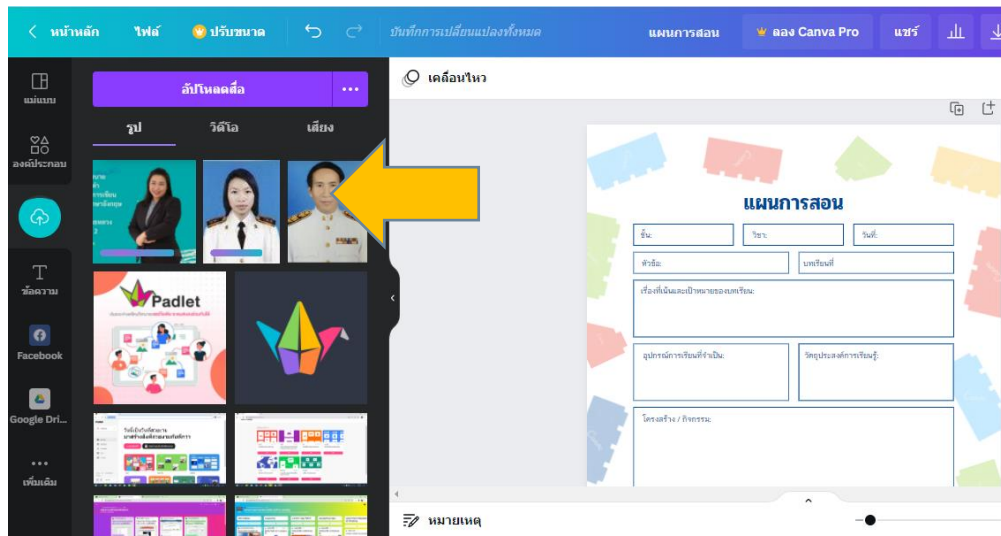 หน้าหลัก ไฟล์ ปรับขนาด บันทึกการเปลี่ยนแปลงทั้งหมด แผนการสอน ลอง Canva Pro แชร์
แม่แบบ
องค์ประกอบ
ข้อความ
Facebook
Google Dri...
เพิ่มเติม
อัปโหลดสื่อ
รูป วิดีโอ เสียง
Padlet
เคลื่อนไหว
แผนการสอน
ชั้น: วิชา: วันที่:
หัวข้อ: บทเรียนที่
เรื่องที่เน้นและเป้าหมายของบทเรียน:
อุปกรณ์การเรียนที่จำเป็น: วัตถุประสงค์การเรียนรู้:
โครงสร้าง / กิจกรรม:
หมายเหตุ